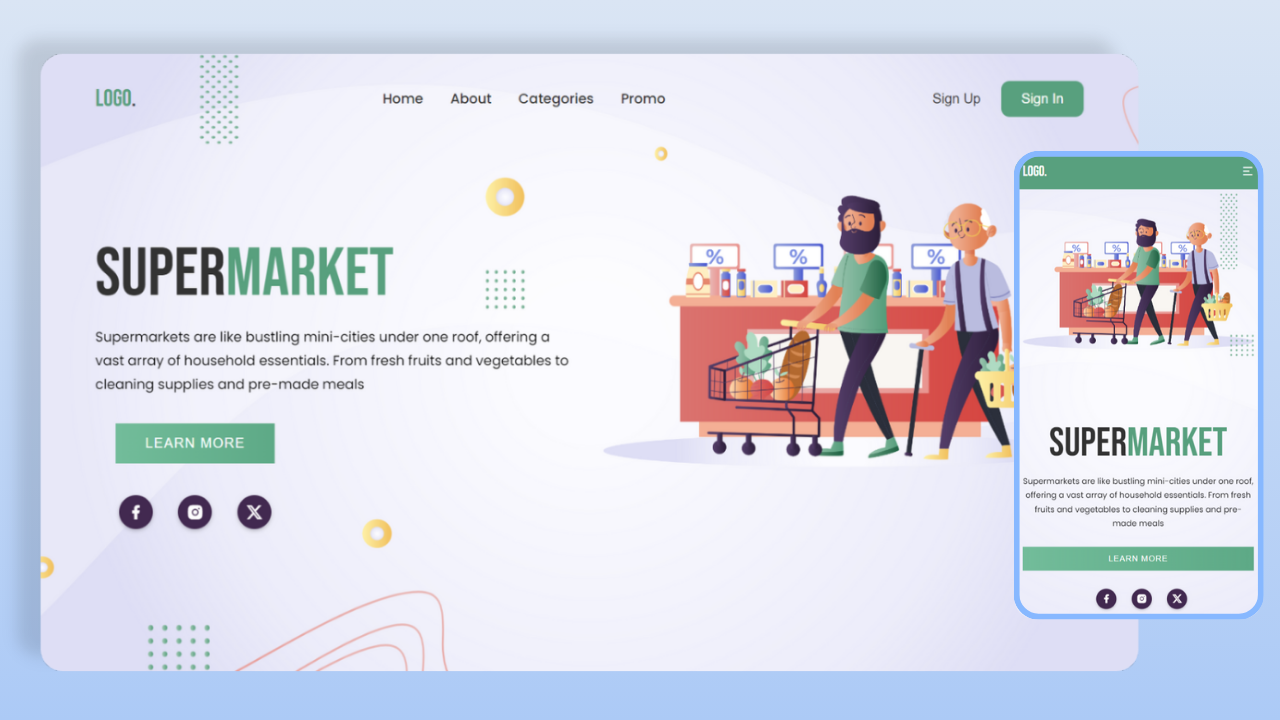 LOGO.
Home About Categories Promo
Sign Up Sign In
SUPERMARKET
Supermarkets are like bustling mini-cities under one roof, offering a
vast array of household essentials. From fresh fruits and vegetables to
cleaning supplies and pre-made meals
LEARN MORE
% % %
LOGO.
% % %
SUPERMARKET
Supermarkets are like bustling mini-cities under one roof,
offering a vast array of household essentials. From fresh
fruits and vegetables to cleaning supplies and pre-
made meals
LEARN MORE